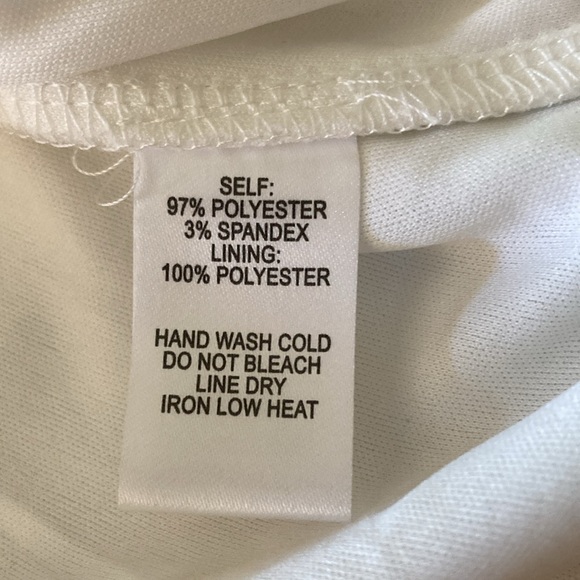 SELF:
97% POLYESTER
3% SPANDEX
LINING:
100% POLYESTER
HAND WASH COLD
DO NOT BLEACH
LINE DRY
IRON LOW HEAT